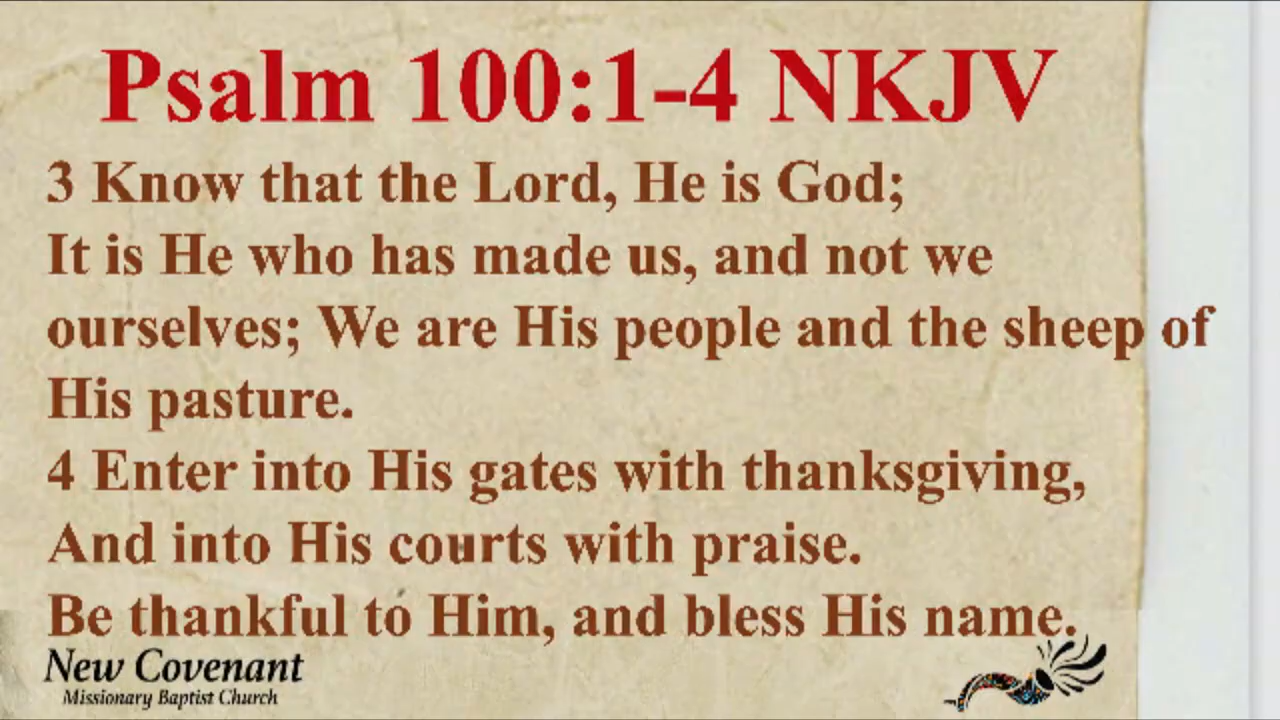 Psalm 100:1-4 NKJV
3 Know that the Lord, He is God;
It is He who has made us, and not we
ourselves; We are His people and the sheep of
His pasture.
4 Enter into His gates with thanksgiving,
And into His courts with praise.
Be thankful to Him, and bless His name.
New Covenant
Missionary Baptist Church